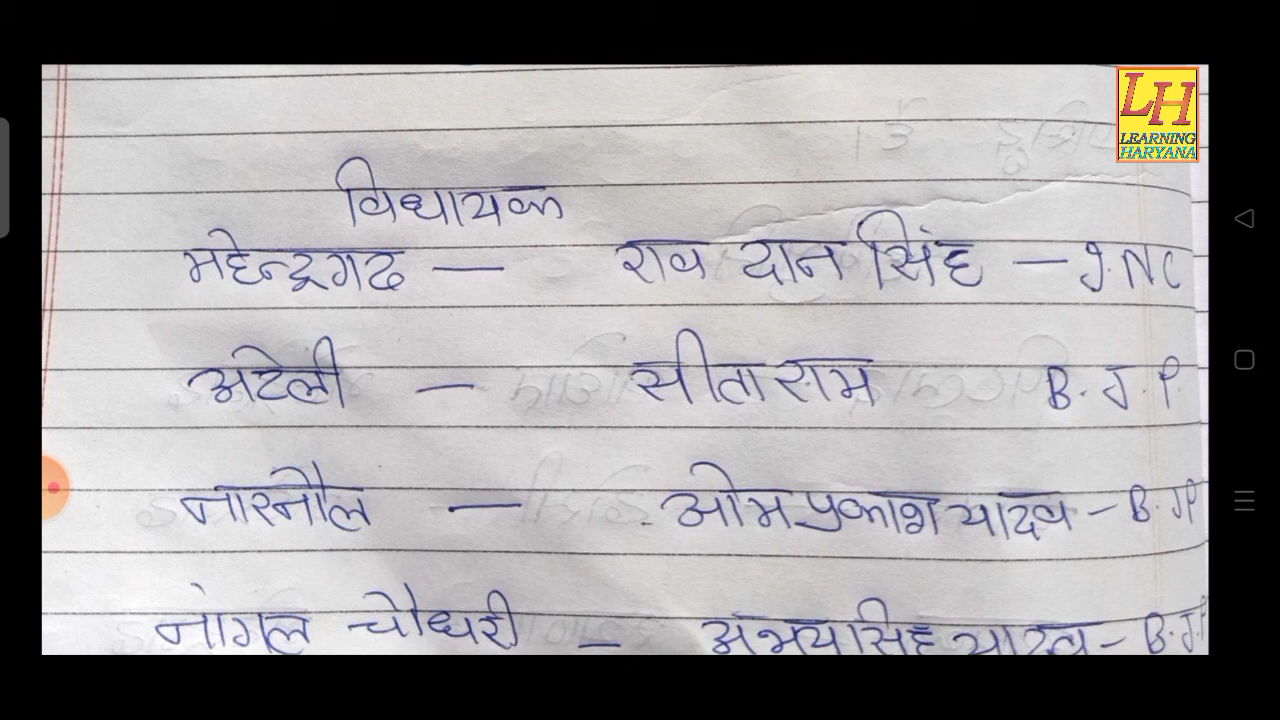 LH
LEARNING
HARYANA
विधायक
महेन्द्रगढ — राव दान सिंह — I.NC
अटेली — सीताराम B.J.P.
नारनौल — ओमप्रकाश यादव - B.JP
नांगल चौधरी — अभयसिंह यादव - B.J.P